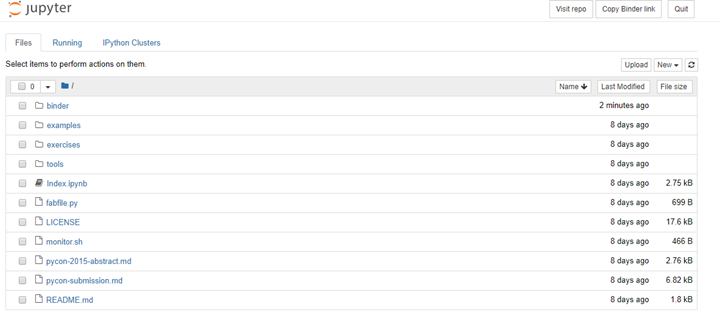 jupyter Visit repo Copy Binder link Quit
Files Running IPython Clusters
Select items to perform actions on them. Upload New
0 / Name Last Modified File size
binder 2 minutes ago
examples 8 days ago
exercises 8 days ago
tools 8 days ago
Index.ipynb 8 days ago 2.75 kB
fabfile.py 8 days ago 699 B
LICENSE 8 days ago 17.6 kB
monitor.sh 8 days ago 466 B
pycon-2015-abstract.md 8 days ago 2.76 kB
pycon-submission.md 8 days ago 6.82 kB
README.md 8 days ago 1.8 kB